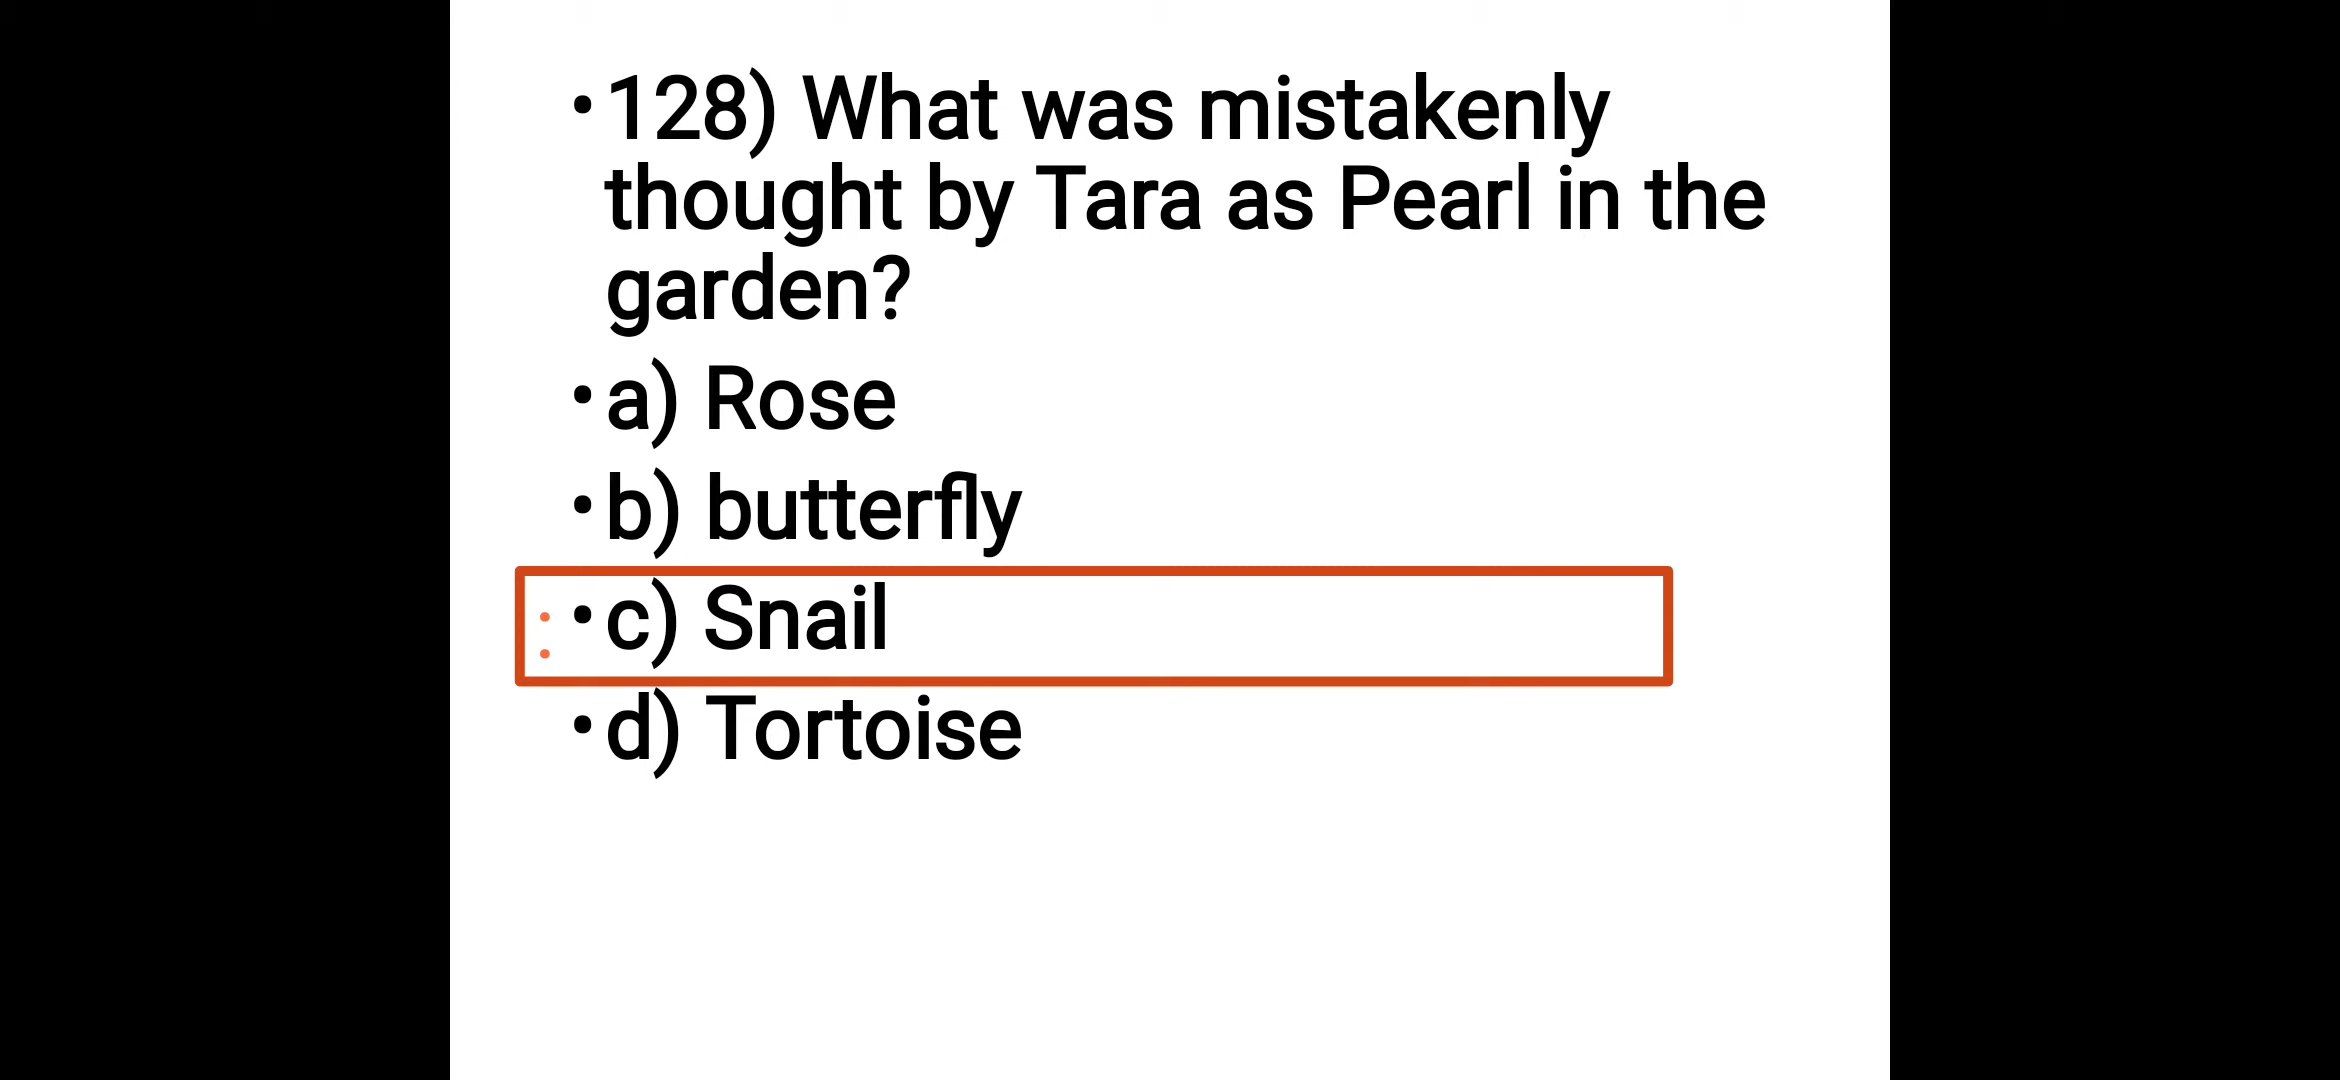 •128) What was mistakenly
thought by Tara as Pearl in the
garden?
•a) Rose
•b) butterfly
•c) Snail
•d) Tortoise